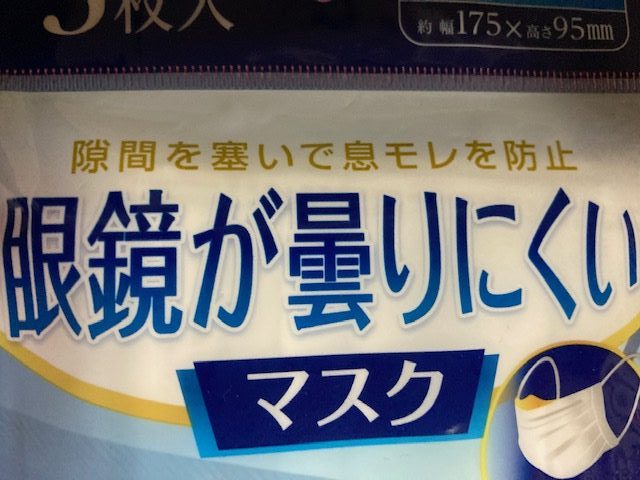 枚入
約 幅175×高さ95mm
隙間を塞いで息モレを防止
眼鏡が曇りにくい
マスク